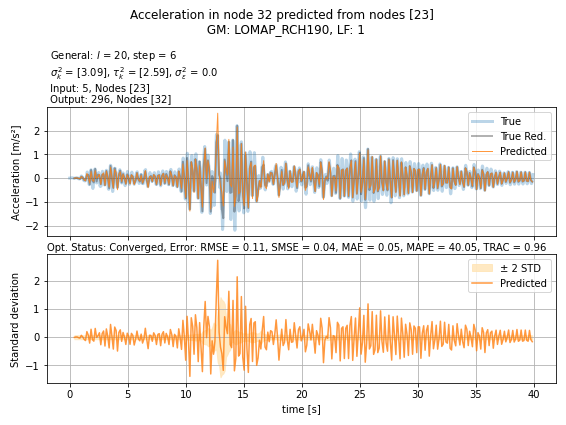 Acceleration in node 32 predicted from nodes [23]
GM: LOMAP_RCH190, LF: 1
General: l = 20, step = 6
σ²ₖ = [3.09], τ²ₖ = [2.59], σ²ε = 0.0
Input: 5, Nodes [23]
Output: 296, Nodes [32]
Acceleration [m/s²]
2
1
0
−1
−2
True
True Red.
Predicted
Opt. Status: Converged, Error: RMSE = 0.11, SMSE = 0.04, MAE = 0.05, MAPE = 40.05, TRAC = 0.96
Standard deviation
2
1
0
−1
± 2 STD
Predicted
0 5 10 15 20 25 30 35 40
time [s]